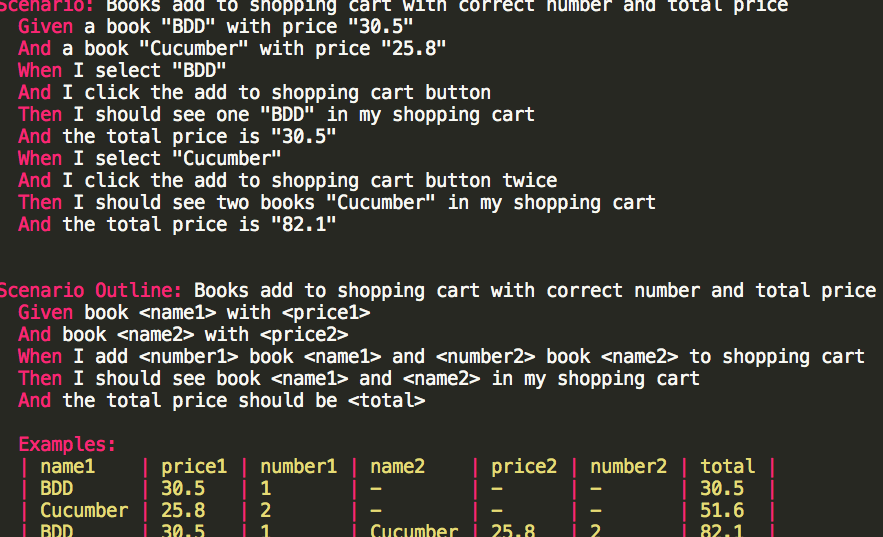 Scenario: Books add to shopping cart with correct number and total price
Given a book "BDD" with price "30.5"
And a book "Cucumber" with price "25.8"
When I select "BDD"
And I click the add to shopping cart button
Then I should see one "BDD" in my shopping cart
And the total price is "30.5"
When I select "Cucumber"
And I click the add to shopping cart button twice
Then I should see two books "Cucumber" in my shopping cart
And the total price is "82.1"
Scenario Outline: Books add to shopping cart with correct number and total price
Given book <name1> with <price1>
And book <name2> with <price2>
When I add <number1> book <name1> and <number2> book <name2> to shopping cart
Then I should see book <name1> and <name2> in my shopping cart
And the total price should be <total>
Examples:
| name1 | price1 | number1 | name2 | price2 | number2 | total |
| BDD | 30.5 | 1 | – | – | – | 30.5 |
| Cucumber | 25.8 | 2 | – | – | – | 51.6 |
| BDD | 30.5 | 1 | Cucumber | 25.8 | 2 | 82.1 |